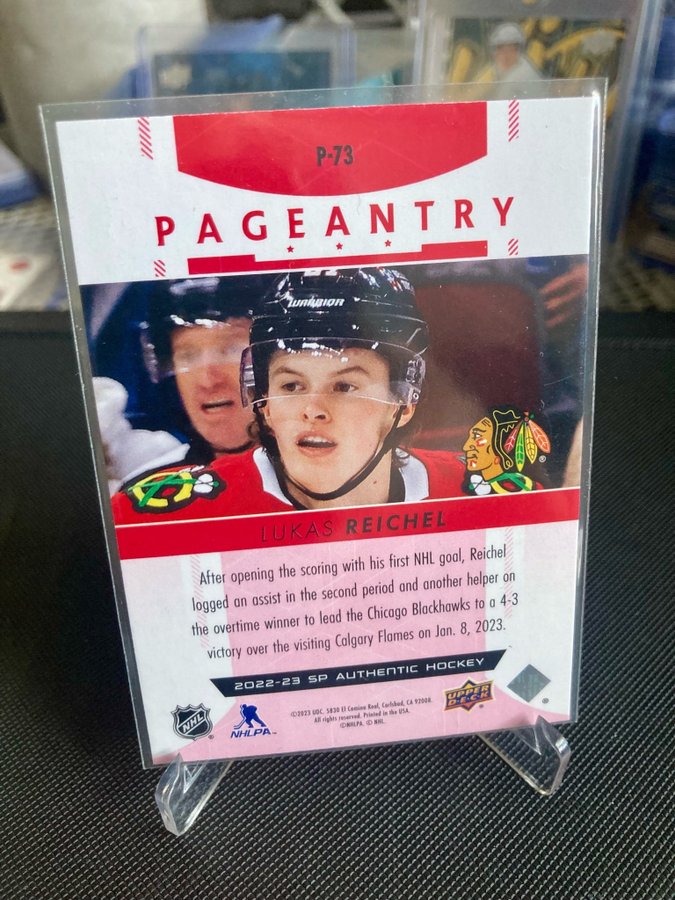 P-73
PAGEANTRY
WARRIOR
LUKAS REICHEL
After opening the scoring with his first NHL goal, Reichel
logged an assist in the second period and another helper on
the overtime winner to lead the Chicago Blackhawks to a 4-3
victory over the visiting Calgary Flames on Jan. 8, 2023.
2022-23 SP AUTHENTIC HOCKEY
©2023 UDC. 5830 El Camino Real, Carlsbad, CA 92008.
All rights reserved. Printed in the USA.
©NHLPA. © NHL.
NHL
NHLPA
UPPER
DECK